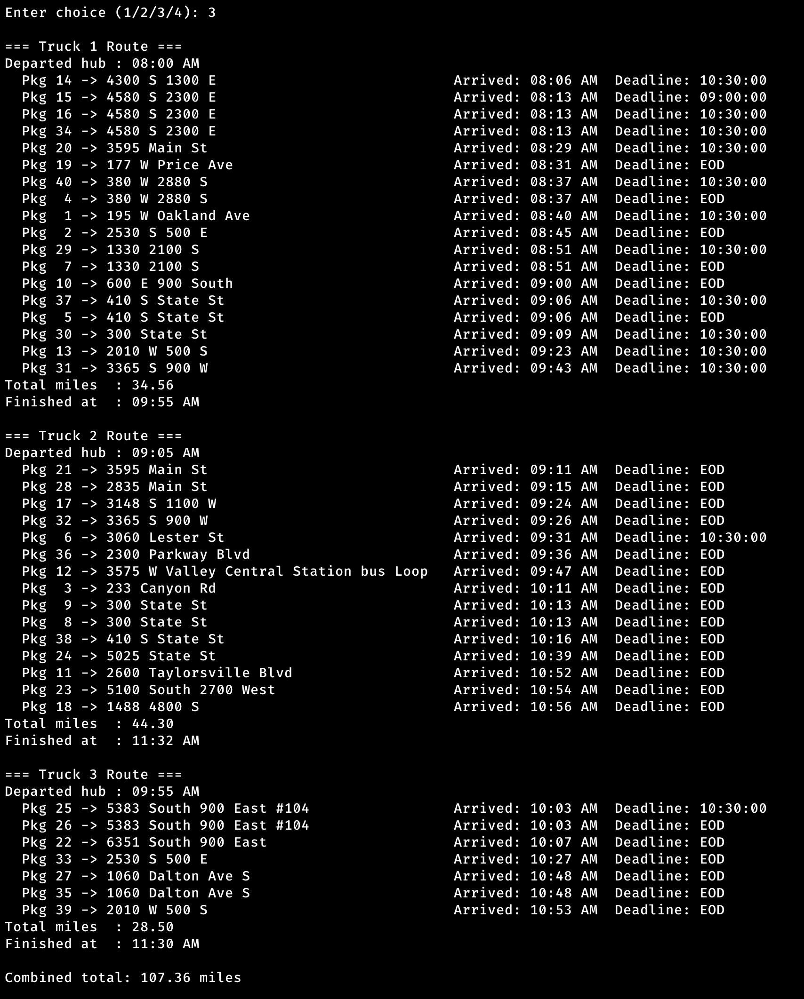 Enter choice (1/2/3/4): 3
=== Truck 1 Route ===
Departed hub : 08:00 AM
Pkg 14 -> 4300 S 1300 E Arrived: 08:06 AM Deadline: 10:30:00
Pkg 15 -> 4580 S 2300 E Arrived: 08:13 AM Deadline: 09:00:00
Pkg 16 -> 4580 S 2300 E Arrived: 08:13 AM Deadline: 10:30:00
Pkg 34 -> 4580 S 2300 E Arrived: 08:13 AM Deadline: 10:30:00
Pkg 20 -> 3595 Main St Arrived: 08:29 AM Deadline: 10:30:00
Pkg 19 -> 177 W Price Ave Arrived: 08:31 AM Deadline: EOD
Pkg 40 -> 380 W 2880 S Arrived: 08:37 AM Deadline: 10:30:00
Pkg 4 -> 380 W 2880 S Arrived: 08:37 AM Deadline: EOD
Pkg 1 -> 195 W Oakland Ave Arrived: 08:40 AM Deadline: 10:30:00
Pkg 2 -> 2530 S 500 E Arrived: 08:45 AM Deadline: EOD
Pkg 29 -> 1330 2100 S Arrived: 08:51 AM Deadline: 10:30:00
Pkg 7 -> 1330 2100 S Arrived: 08:51 AM Deadline: EOD
Pkg 10 -> 600 E 900 South Arrived: 09:00 AM Deadline: EOD
Pkg 37 -> 410 S State St Arrived: 09:06 AM Deadline: 10:30:00
Pkg 5 -> 410 S State St Arrived: 09:06 AM Deadline: EOD
Pkg 30 -> 300 State St Arrived: 09:09 AM Deadline: 10:30:00
Pkg 13 -> 2010 W 500 S Arrived: 09:23 AM Deadline: 10:30:00
Pkg 31 -> 3365 S 900 W Arrived: 09:43 AM Deadline: 10:30:00
Total miles : 34.56
Finished at : 09:55 AM
=== Truck 2 Route ===
Departed hub : 09:05 AM
Pkg 21 -> 3595 Main St Arrived: 09:11 AM Deadline: EOD
Pkg 28 -> 2835 Main St Arrived: 09:15 AM Deadline: EOD
Pkg 17 -> 3148 S 1100 W Arrived: 09:24 AM Deadline: EOD
Pkg 32 -> 3365 S 900 W Arrived: 09:26 AM Deadline: EOD
Pkg 6 -> 3060 Lester St Arrived: 09:31 AM Deadline: 10:30:00
Pkg 36 -> 2300 Parkway Blvd Arrived: 09:36 AM Deadline: EOD
Pkg 12 -> 3575 W Valley Central Station bus Loop Arrived: 09:47 AM Deadline: EOD
Pkg 3 -> 233 Canyon Rd Arrived: 10:11 AM Deadline: EOD
Pkg 9 -> 300 State St Arrived: 10:13 AM Deadline: EOD
Pkg 8 -> 300 State St Arrived: 10:13 AM Deadline: EOD
Pkg 38 -> 410 S State St Arrived: 10:16 AM Deadline: EOD
Pkg 24 -> 5025 State St Arrived: 10:39 AM Deadline: EOD
Pkg 11 -> 2600 Taylorsville Blvd Arrived: 10:52 AM Deadline: EOD
Pkg 23 -> 5100 South 2700 West Arrived: 10:54 AM Deadline: EOD
Pkg 18 -> 1488 4800 S Arrived: 10:56 AM Deadline: EOD
Total miles : 44.30
Finished at : 11:32 AM
=== Truck 3 Route ===
Departed hub : 09:55 AM
Pkg 25 -> 5383 South 900 East #104 Arrived: 10:03 AM Deadline: 10:30:00
Pkg 26 -> 5383 South 900 East #104 Arrived: 10:03 AM Deadline: EOD
Pkg 22 -> 6351 South 900 East Arrived: 10:07 AM Deadline: EOD
Pkg 33 -> 2530 S 500 E Arrived: 10:27 AM Deadline: EOD
Pkg 27 -> 1060 Dalton Ave S Arrived: 10:48 AM Deadline: EOD
Pkg 35 -> 1060 Dalton Ave S Arrived: 10:48 AM Deadline: EOD
Pkg 39 -> 2010 W 500 S Arrived: 10:53 AM Deadline: EOD
Total miles : 28.50
Finished at : 11:30 AM
Combined total: 107.36 miles